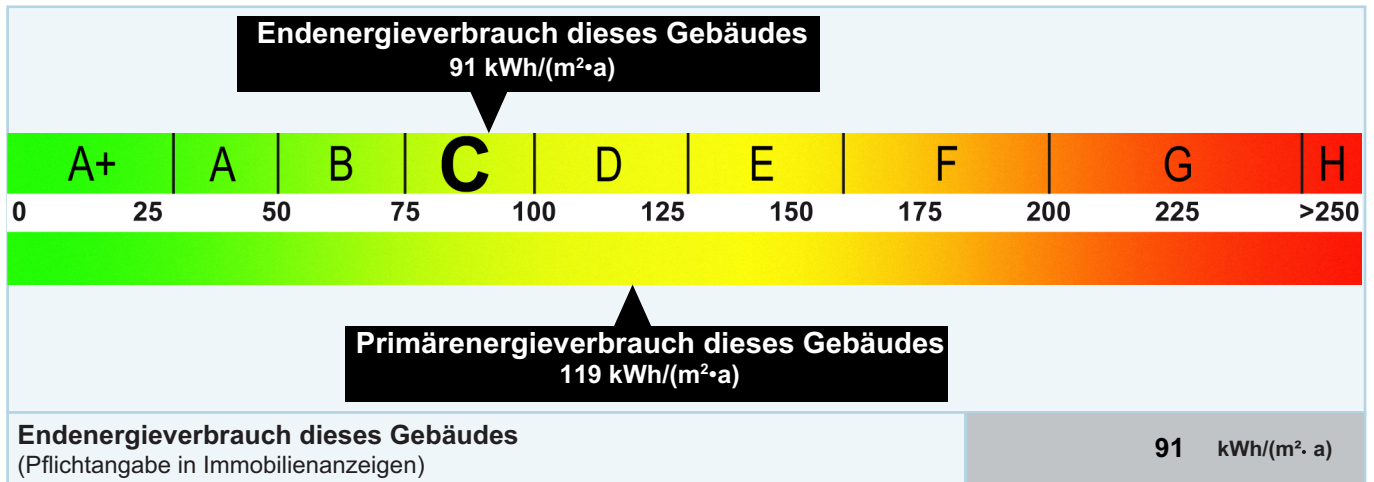 Endenergieverbrauch dieses Gebäudes
91 kWh/(m²•a)
A+ A B C D E F G H
0 25 50 75 100 125 150 175 200 225 >250
Primärenergieverbrauch dieses Gebäudes
119 kWh/(m²•a)
Endenergieverbrauch dieses Gebäudes
(Pflichtangabe in Immobilienanzeigen)
91 kWh/(m²· a)